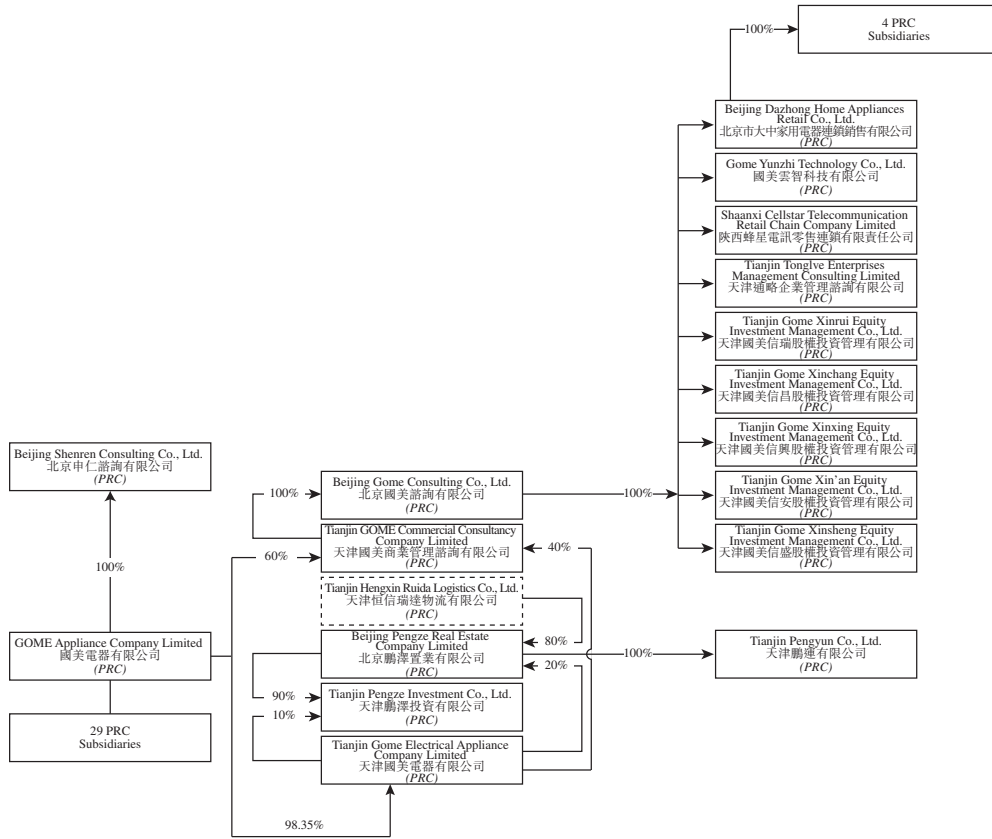 4 PRC
Subsidiaries
100%
Beijing Dazhong Home Appliances
Retail Co., Ltd.
北京市大中家用電器連鎖銷售有限公司
(PRC)
Gome Yunzhi Technology Co., Ltd.
國美雲智科技有限公司
(PRC)
Shaanxi Cellstar Telecommunication
Retail Chain Company Limited
陝西蜂星電訊零售連鎖有限責任公司
(PRC)
Tianjin Tonglve Enterprises
Management Consulting Limited
天津通略企業管理諮詢有限公司
(PRC)
Tianjin Gome Xinrui Equity
Investment Management Co., Ltd.
天津國美信瑞股權投資管理有限公司
(PRC)
Tianjin Gome Xinchang Equity
Investment Management Co., Ltd.
天津國美信昌股權投資管理有限公司
(PRC)
Tianjin Gome Xinxing Equity
Investment Management Co., Ltd.
天津國美信興股權投資管理有限公司
(PRC)
Tianjin Gome Xin'an Equity
Investment Management Co., Ltd.
天津國美信安股權投資管理有限公司
(PRC)
Tianjin Gome Xinsheng Equity
Investment Management Co., Ltd.
天津國美信盛股權投資管理有限公司
(PRC)
Beijing Shenren Consulting Co., Ltd.
北京申仁諮詢有限公司
(PRC)
100%
GOME Appliance Company Limited
國美電器有限公司
(PRC)
29 PRC
Subsidiaries
100%
Beijing Gome Consulting Co., Ltd.
北京國美諮詢有限公司
(PRC)
100%
60%
Tianjin GOME Commercial Consultancy
Company Limited
天津國美商業管理諮詢有限公司
(PRC)
40%
Tianjin Hengxin Ruida Logistics Co., Ltd.
天津恒信瑞達物流有限公司
(PRC)
Beijing Pengze Real Estate
Company Limited
北京鵬澤置業有限公司
(PRC)
80%
20%
100%
Tianjin Pengyun Co., Ltd.
天津鵬運有限公司
(PRC)
90%
10%
Tianjin Pengze Investment Co., Ltd.
天津鵬澤投資有限公司
(PRC)
Tianjin Gome Electrical Appliance
Company Limited
天津國美電器有限公司
(PRC)
98.35%